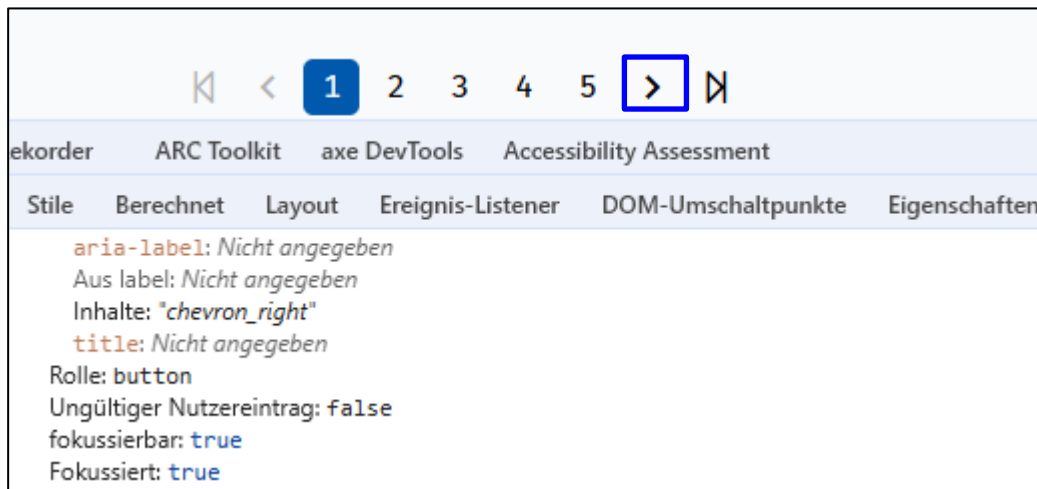 1 2 3 4 5
ekorder ARC Toolkit axe DevTools Accessibility Assessment
Stile Berechnet Layout Ereignis-Listener DOM-Umschaltpunkte Eigenschaften
aria-label: Nicht angegeben
Aus label: Nicht angegeben
Inhalte: "chevron_right"
title: Nicht angegeben
Rolle: button
Ungültiger Nutzereintrag: false
fokussierbar: true
Fokussiert: true